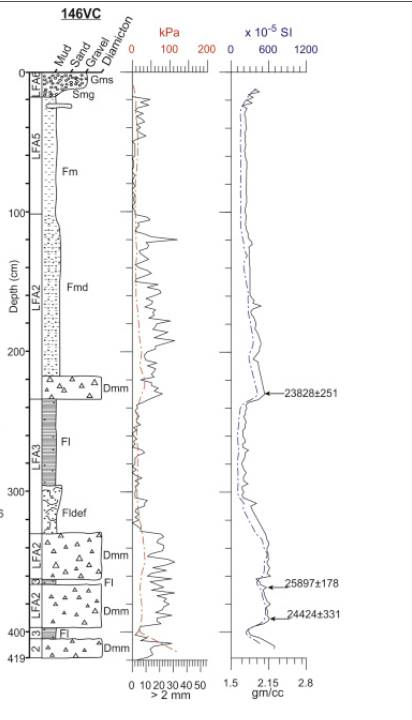 146VC
Mud
Sand
Gravel
Diamicton
kPa
0 100 200
x 10-5 SI
0 600 1200
0
LFA6
Gms
Smg
LFA5
Fm
100
Depth (cm)
LFA2
Fmd
200
Dmm
23828±251
LFA3
Fl
300
Fldef
LFA2
Dmm
3
Fl
25897±178
LFA2
Dmm
24424±331
400
3
Fl
2
Dmm
419
0 10 20 30 40 50
> 2 mm
1.5 2.15 2.8
gm/cc